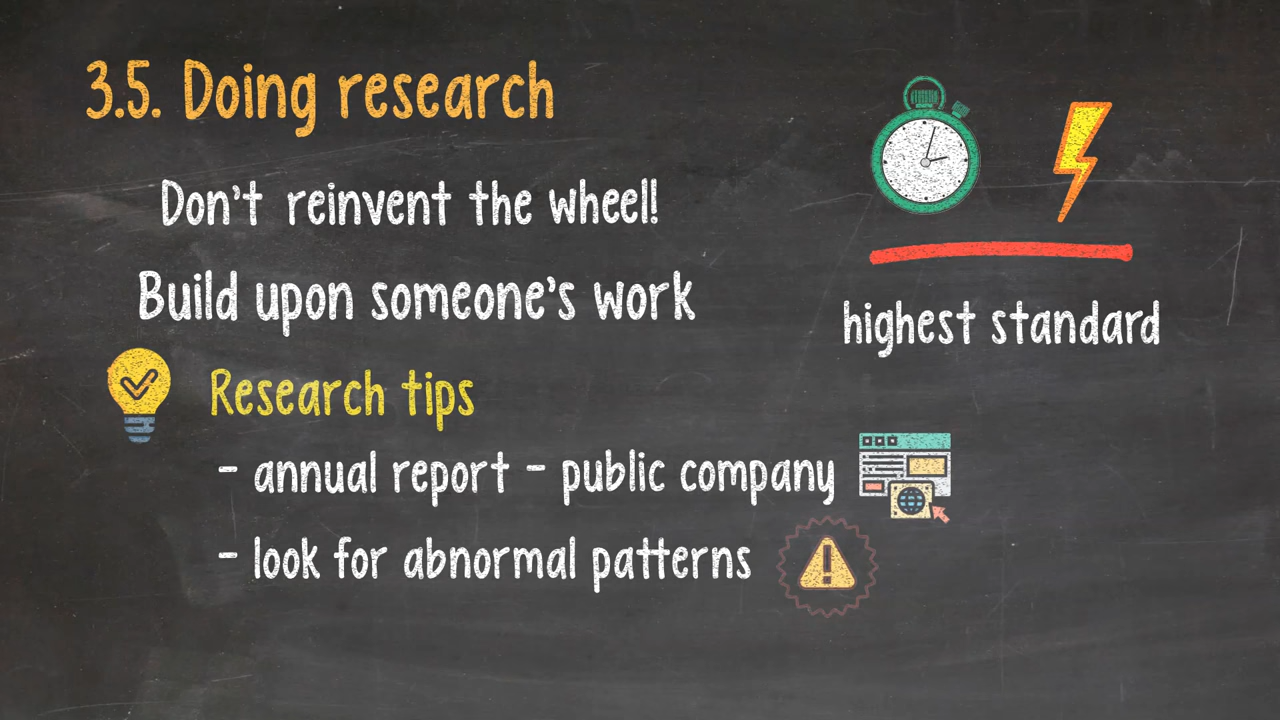 3.5. Doing research
Don't reinvent the wheel!
Build upon someone's work
highest standard
Research tips
- annual report - public company
- look for abnormal patterns